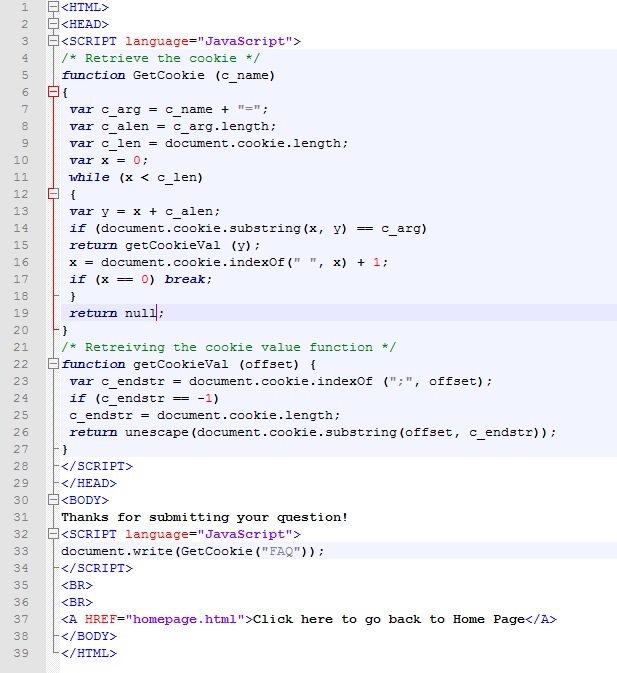 1 <HTML>
2 <HEAD>
3 <SCRIPT language="JavaScript">
4 /* Retrieve the cookie */
5 function GetCookie (c_name)
6 {
7 var c_arg = c_name + "=";
8 var c_alen = c_arg.length;
9 var c_len = document.cookie.length;
10 var x = 0;
11 while (x < c_len)
12 {
13 var y = x + c_alen;
14 if (document.cookie.substring(x, y) == c_arg)
15 return getCookieVal (y);
16 x = document.cookie.indexOf(" ", x) + 1;
17 if (x == 0) break;
18 }
19 return null;
20 }
21 /* Retreiving the cookie value function */
22 function getCookieVal (offset) {
23 var c_endstr = document.cookie.indexOf (";", offset);
24 if (c_endstr == -1)
25 c_endstr = document.cookie.length;
26 return unescape(document.cookie.substring(offset, c_endstr));
27 }
28 </SCRIPT>
29 </HEAD>
30 <BODY>
31 Thanks for submitting your question!
32 <SCRIPT language="JavaScript">
33 document.write(GetCookie("FAQ"));
34 </SCRIPT>
35 <BR>
36 <BR>
37 <A HREF="homepage.html">Click here to go back to Home Page</A>
38 </BODY>
39 </HTML>